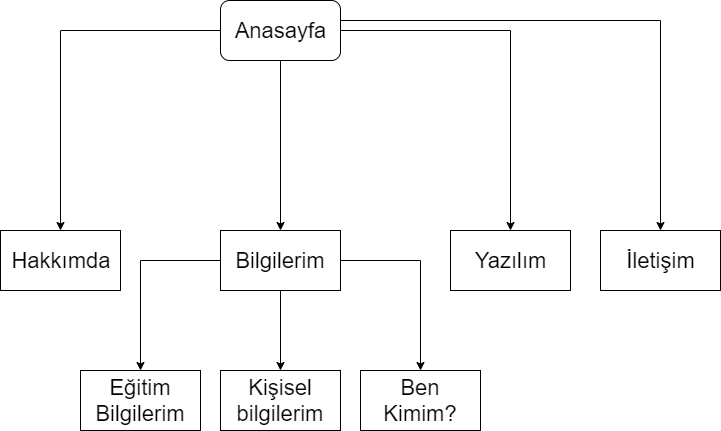 Anasayfa
Hakkımda
Bilgilerim
Yazılım
İletişim
Eğitim
Bilgilerim
Kişisel
bilgilerim
Ben
Kimim?